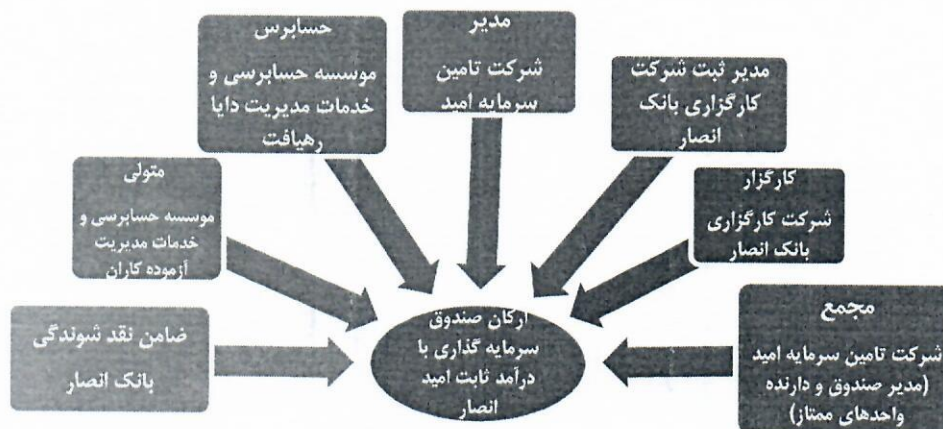 مدیر
شرکت تامین
سرمایه امید
حسابرس
موسسه حسابرسی و
خدمات مدیریت دایا
رهیافت
مدیر ثبت شرکت
کارگزاری بانک
انصار
متولی
موسسه حسابرسی و
خدمات مدیریت
آزموده کاران
کارگزار
شرکت کارگزاری
بانک انصار
ضامن نقد شوندگی
بانک انصار
مجمع
شرکت تامین سرمایه امید
(مدیر صندوق و دارنده
واحدهای ممتاز)
ارکان صندوق
سرمایه گذاری با
درآمد ثابت امید
انصار